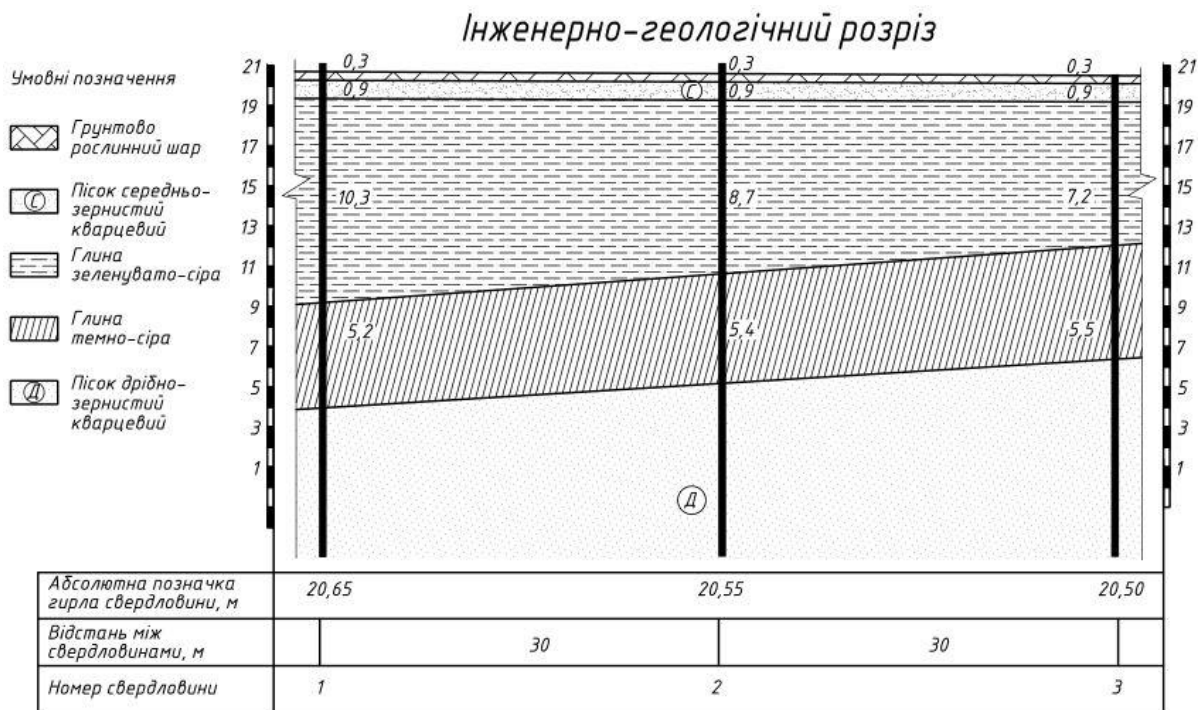 Інженерно-геологічний розріз
Умовні позначення
Грунтово
рослинний шар
С
Пісок середньо-
зернистий
кварцевий
Глина
зеленувато-сіра
Глина
темно-сіра
Д
Пісок дрібно-
зернистий
кварцевий
21
19
17
15
13
11
9
7
5
3
1
0,3
0,3
0,3
0,9
С
0,9
0,9
10,3
8,7
7,2
5,2
5,4
5,5
Д
21
19
17
15
13
11
9
7
5
3
1
Абсолютна позначка
гирла свердловини, м
20,65
20,55
20,50
Відстань між
свердловинами, м
30
30
Номер свердловини
1
2
3